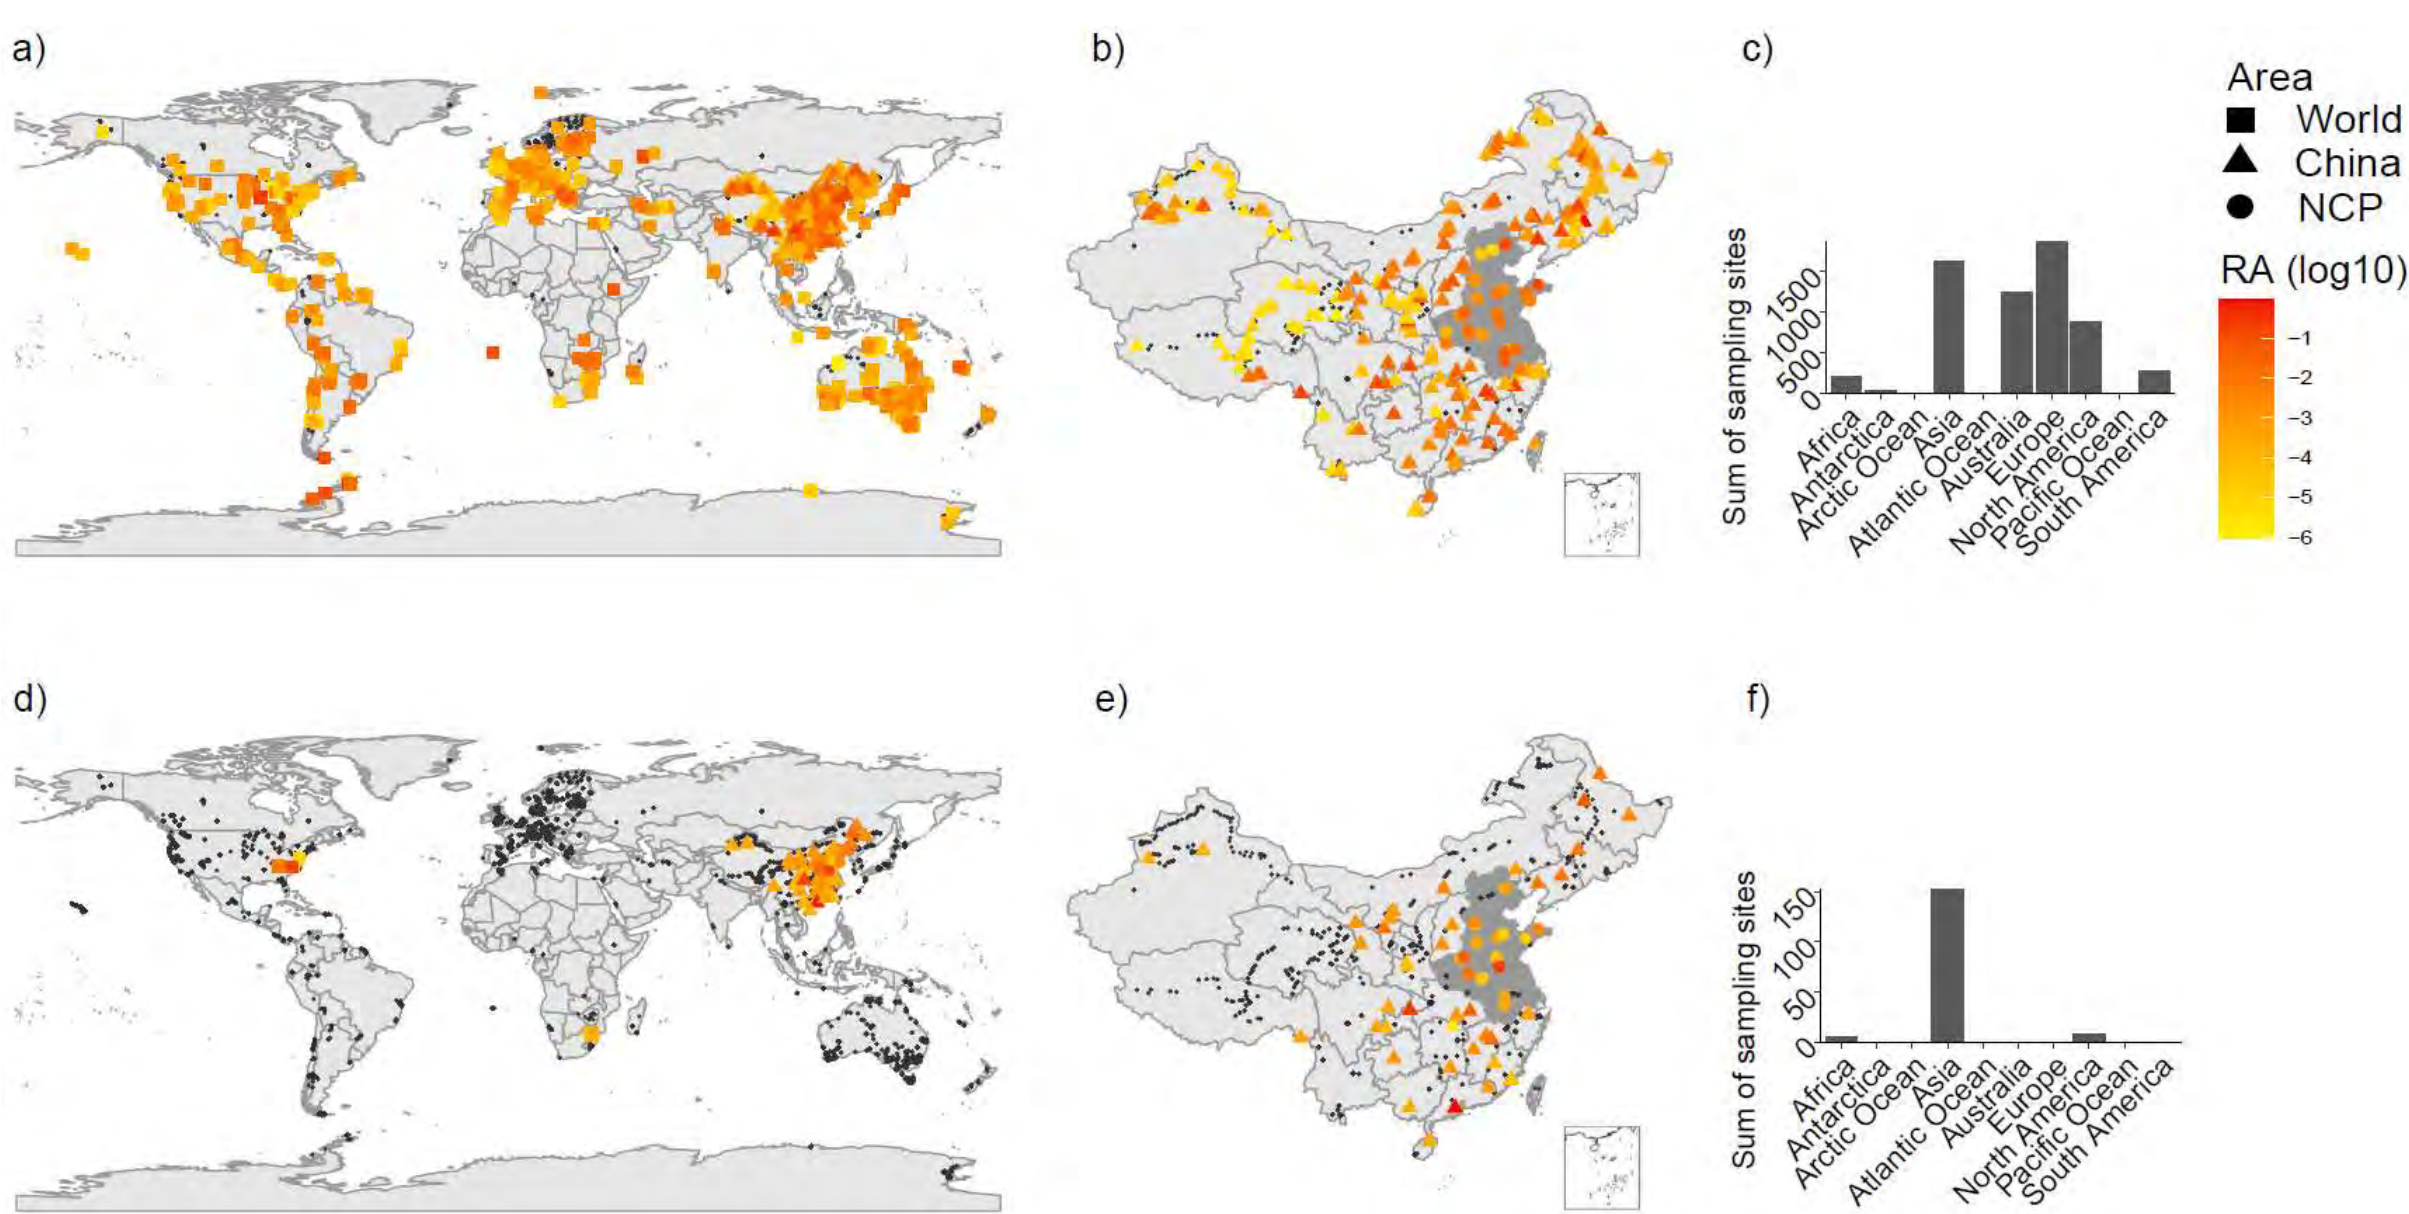 a)
b)
c)
Sum of sampling sites
1500
1000
500
0
Africa
Antarctica
Arctic Ocean
Asia
Atlantic Ocean
Australia
Europe
North America
Pacific Ocean
South America
Area
World
China
NCP
RA (log10)
−1
−2
−3
−4
−5
−6
d)
e)
f)
Sum of sampling sites
150
100
50
0
Africa
Antarctica
Arctic Ocean
Asia
Atlantic Ocean
Australia
Europe
North America
Pacific Ocean
South America